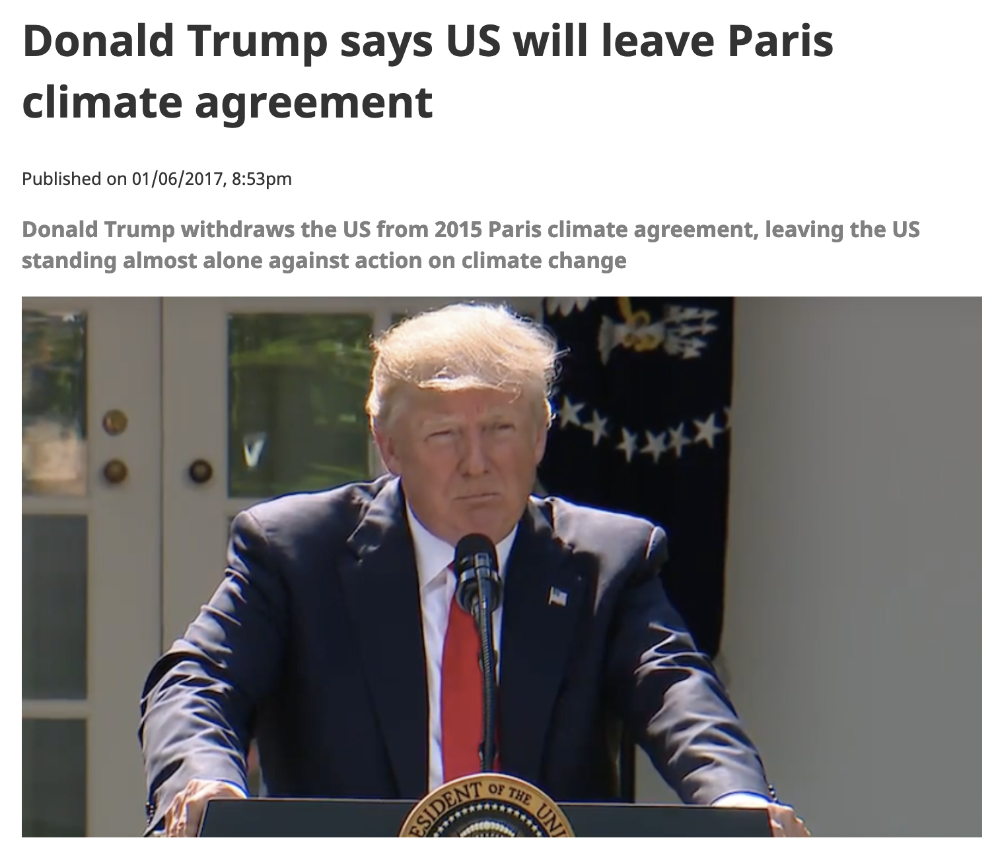 Donald Trump says US will leave Paris
climate agreement
Published on 01/06/2017, 8:53pm
Donald Trump withdraws the US from 2015 Paris climate agreement, leaving the US
standing almost alone against action on climate change
ESIDENT OF THE UNI